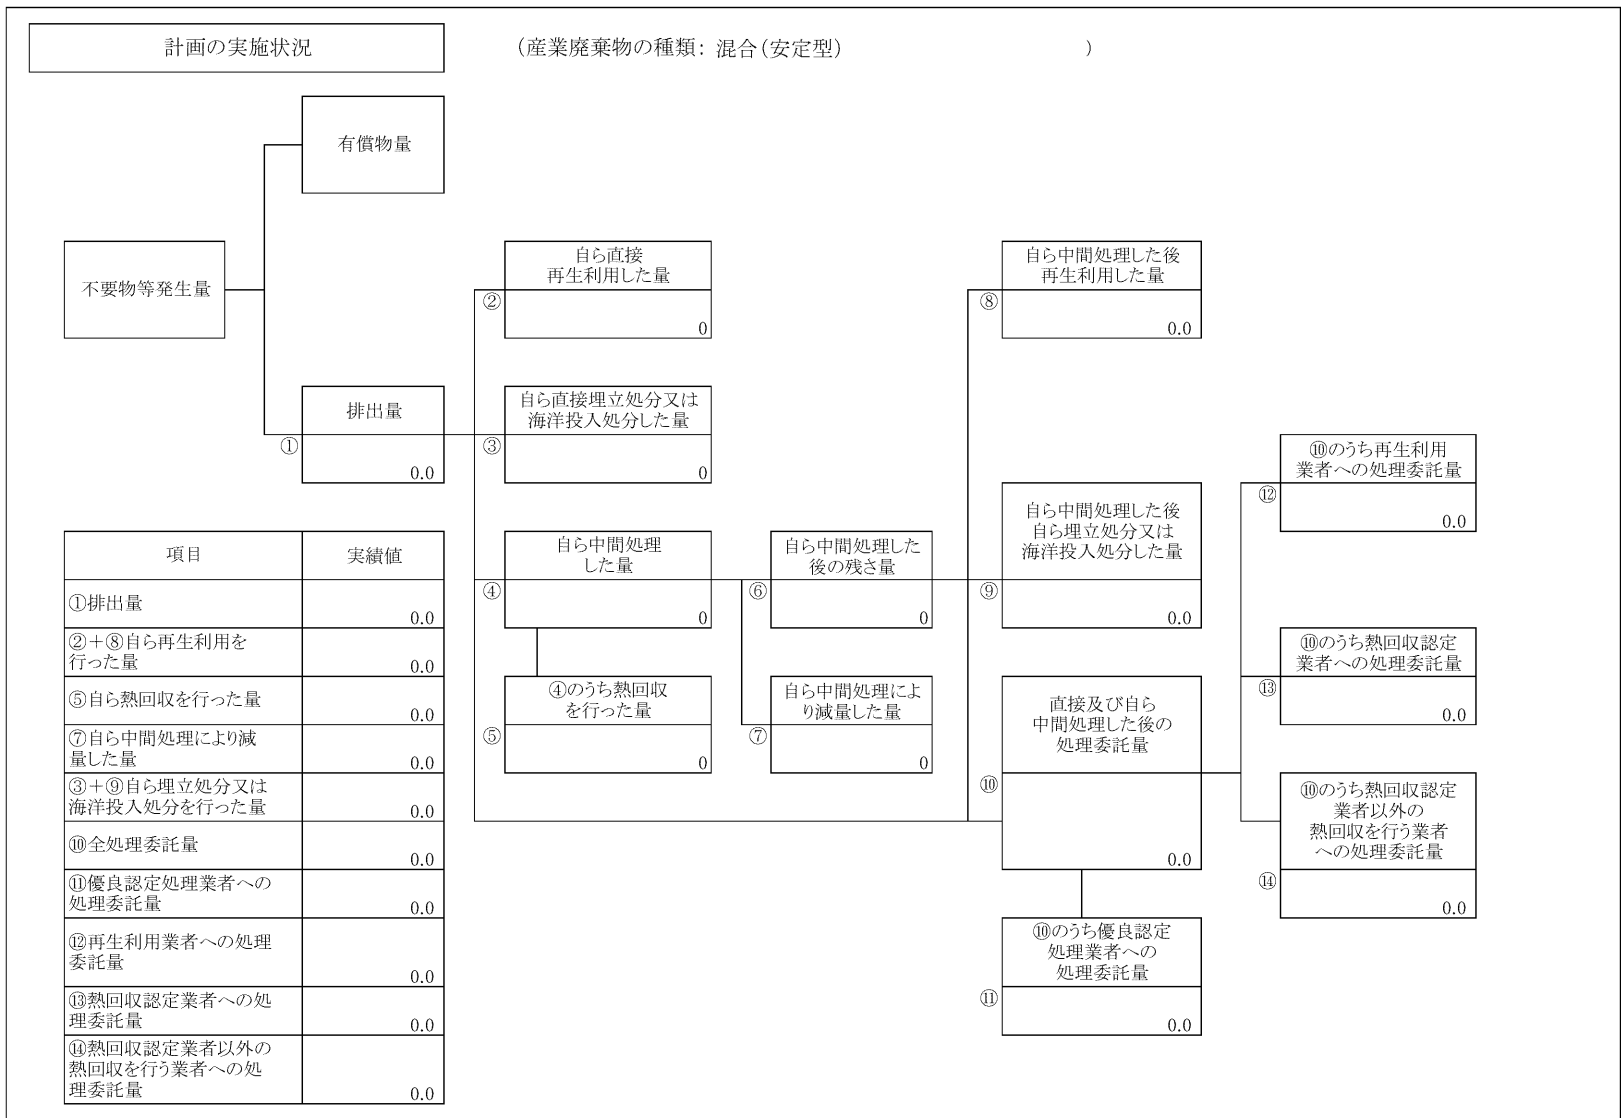 計画の実施状況
(産業廃棄物の種類: 混合(安定型) )
有償物量
不要物等発生量
自ら直接
再生利用した量
②
0
自ら中間処理した後
再生利用した量
⑧
0.0
排出量
①
0.0
自ら直接埋立処分又は
海洋投入処分した量
③
0
⑩のうち再生利用
業者への処理委託量
⑫
0.0
自ら中間処理
した量
④
0
自ら中間処理した
後の残さ量
⑥
0
自ら中間処理した後
自ら埋立処分又は
海洋投入処分した量
⑨
0.0
⑩のうち熱回収認定
業者への処理委託量
⑬
0.0
④のうち熱回収
を行った量
⑤
0
自ら中間処理によ
り減量した量
⑦
0
直接及び自ら
中間処理した後の
処理委託量
⑩
0.0
⑩のうち熱回収認定
業者以外の
熱回収を行う業者
への処理委託量
⑭
0.0
⑩のうち優良認定
処理業者への
処理委託量
⑪
0.0
項目 実績値
①排出量
0.0
②+⑧自ら再生利用を
行った量
0.0
⑤自ら熱回収を行った量
0.0
⑦自ら中間処理により減
量した量
0.0
③+⑨自ら埋立処分又は
海洋投入処分を行った量
0.0
⑩全処理委託量
0.0
⑪優良認定処理業者への
処理委託量
0.0
⑫再生利用業者への処理
委託量
0.0
⑬熱回収認定業者への処
理委託量
0.0
⑭熱回収認定業者以外の
熱回収を行う業者への処
理委託量
0.0